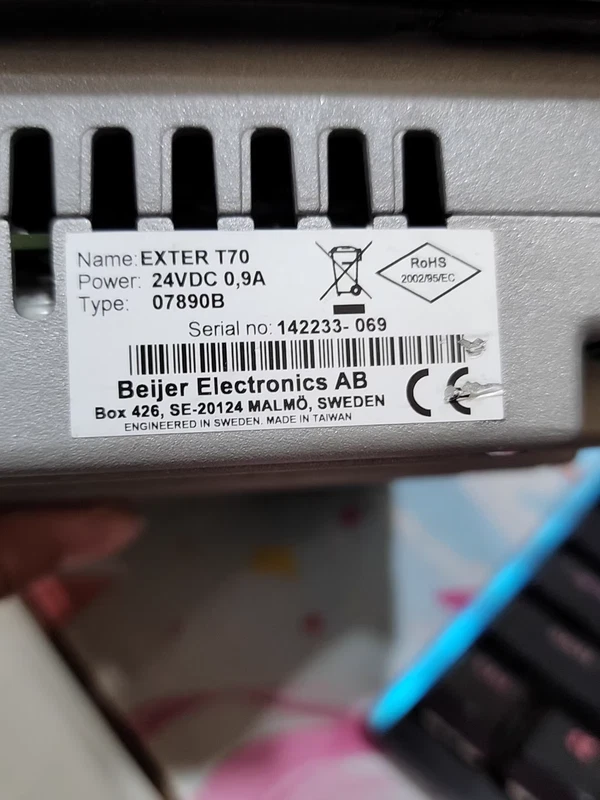 Name: EXTER T70
Power: 24VDC 0,9A
Type: 07890B
RoHS
2002/95/EC
Serial no: 142233- 069
Beijer Electronics AB
Box 426, SE-20124 MALMÖ, SWEDEN
ENGINEERED IN SWEDEN. MADE IN TAIWAN
CE